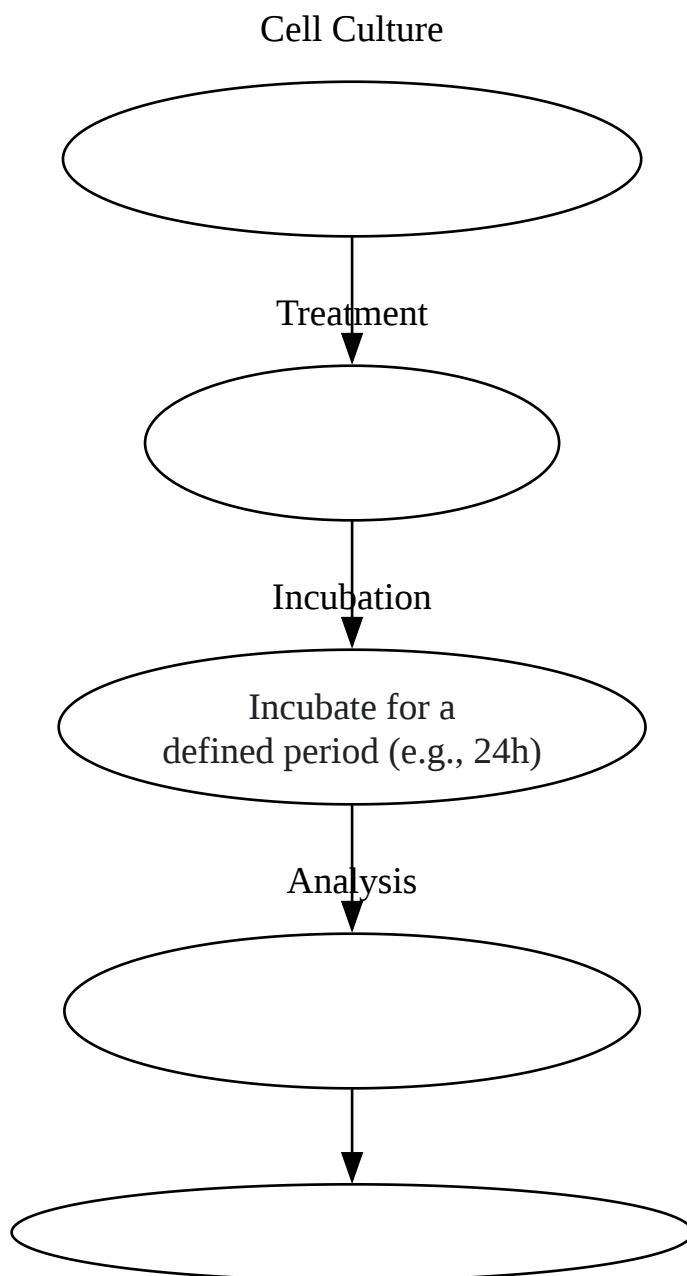 Cell Culture
Treatment
Incubation
Incubate for a
defined period (e.g., 24h)
Analysis